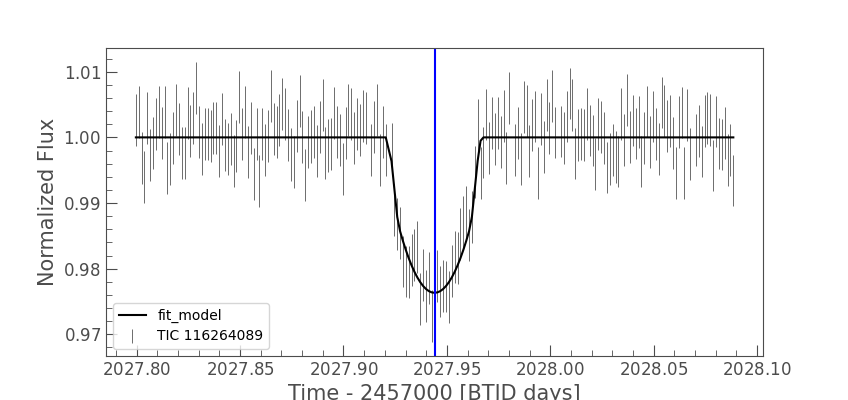 1.01
1.00
0.99
0.98
0.97
Normalized Flux
fit_model
TIC 116264089
2027.80 2027.85 2027.90 2027.95 2028.00 2028.05 2028.10
Time - 2457000 [BTJD days]